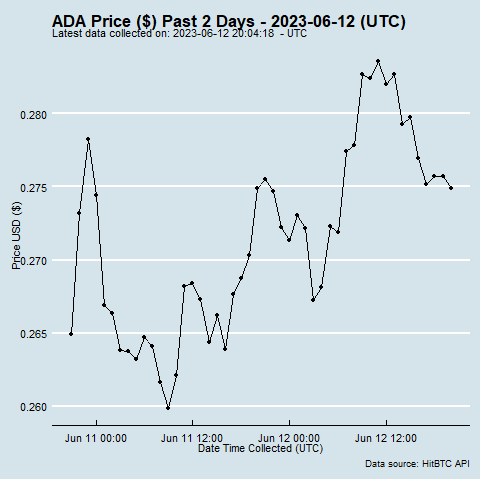 ADA Price ($) Past 2 Days - 2023-06-12 (UTC)
Latest data collected on: 2023-06-12 20:04:18  - UTC
0.280
0.275
0.270
0.265
0.260
Price USD ($)
Jun 11 00:00 Jun 11 12:00 Jun 12 00:00 Jun 12 12:00
Date Time Collected (UTC)
Data source: HitBTC API